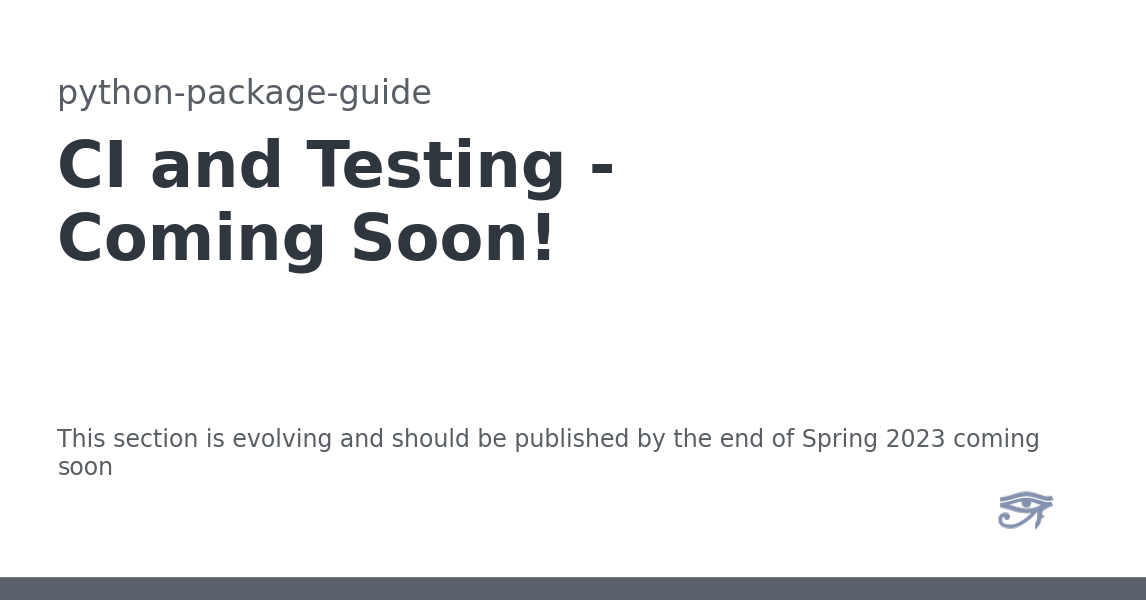 python-package-guide
CI and Testing -
Coming Soon!
This section is evolving and should be published by the end of Spring 2023 coming
soon